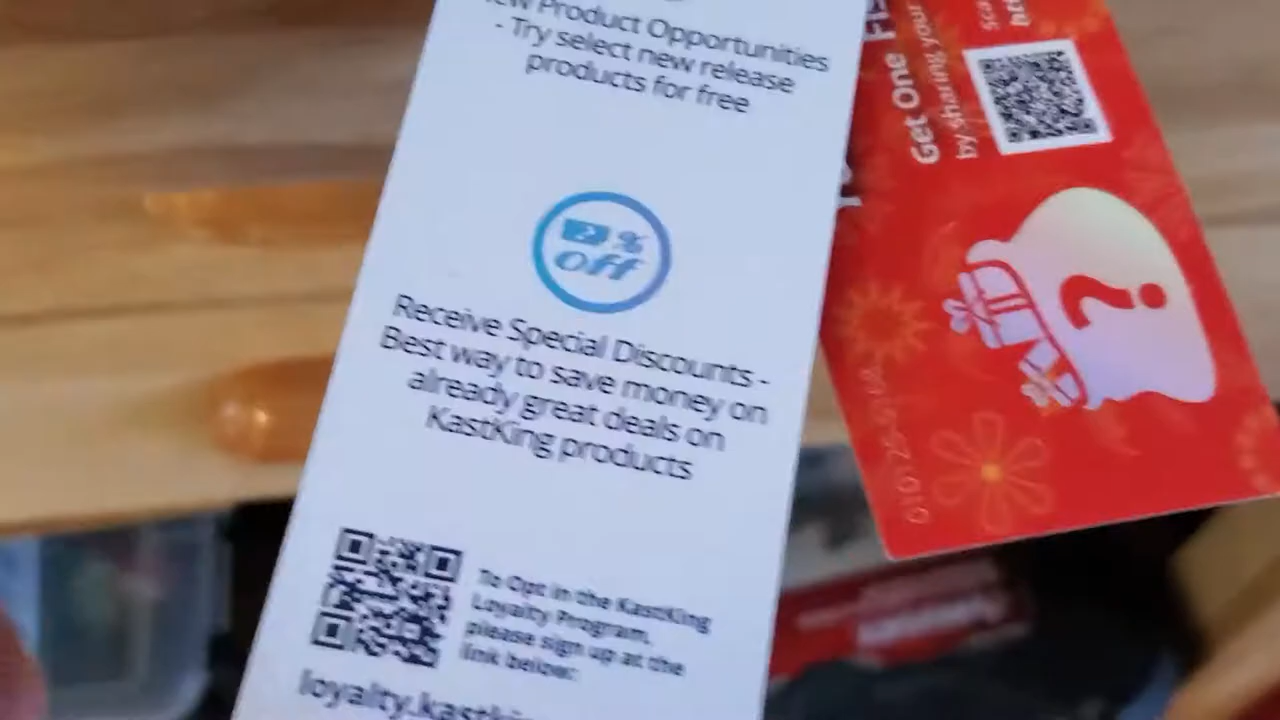 Product Opportunities
- Try select new release
products for free
%
Off
Receive Special Discounts -
Best way to save money on
already great deals on
KastKing products
To Opt in the KastKing
Loyalty Program,
please sign up at the
link below:
Get One
by sharing your
?